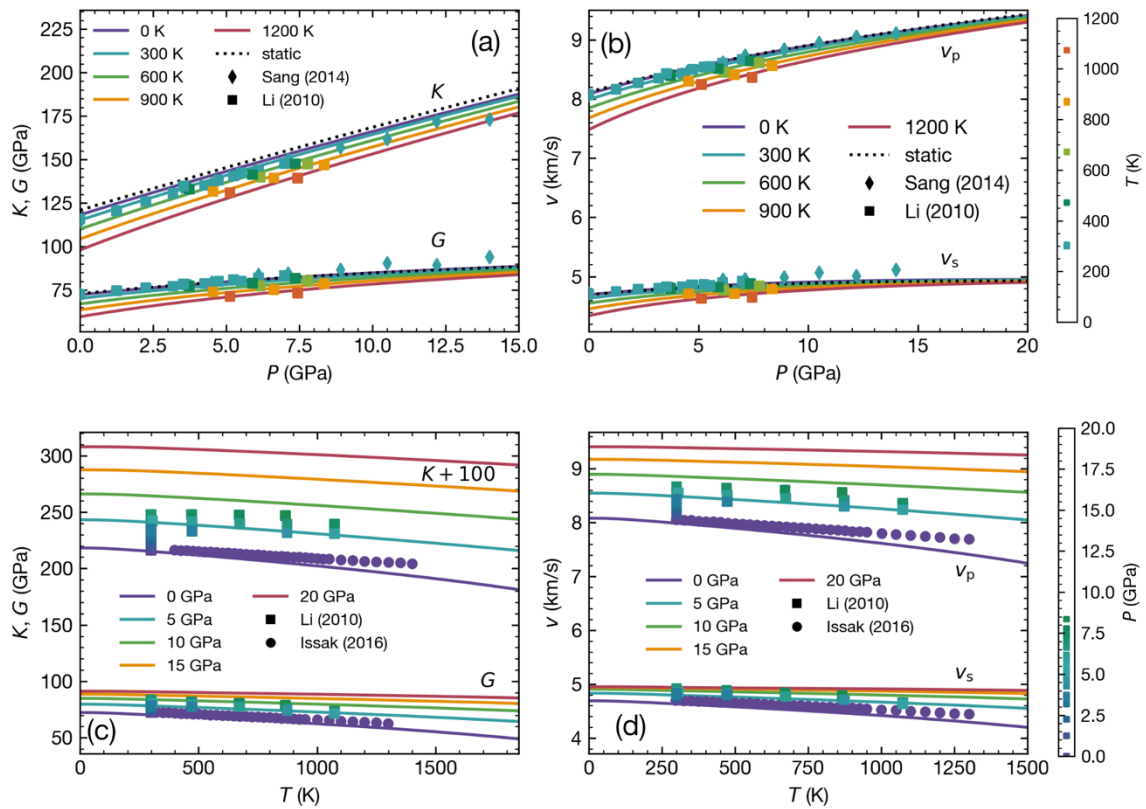 (a)
0 K
300 K
600 K
900 K
1200 K
static
Sang (2014)
Li (2010)
K
G
225
200
175
150
125
100
75
K, G (GPa)
0.0 2.5 5.0 7.5 10.0 12.5 15.0
P (GPa)
(b)
vp
0 K
300 K
600 K
900 K
1200 K
static
Sang (2014)
Li (2010)
vs
9
8
7
6
5
v (km/s)
0 5 10 15 20
P (GPa)
1200
1000
800
600
400
200
0
T (K)
K + 100
0 GPa
5 GPa
10 GPa
15 GPa
20 GPa
Li (2010)
Issak (2016)
G
(c)
300
250
200
150
100
50
K, G (GPa)
0 500 1000 1500
T (K)
vp
0 GPa
5 GPa
10 GPa
15 GPa
20 GPa
Li (2010)
Issak (2016)
vs
(d)
9
8
7
6
5
4
v (km/s)
0 250 500 750 1000 1250 1500
T (K)
20.0
17.5
15.0
12.5
10.0
7.5
5.0
2.5
0.0
P (GPa)